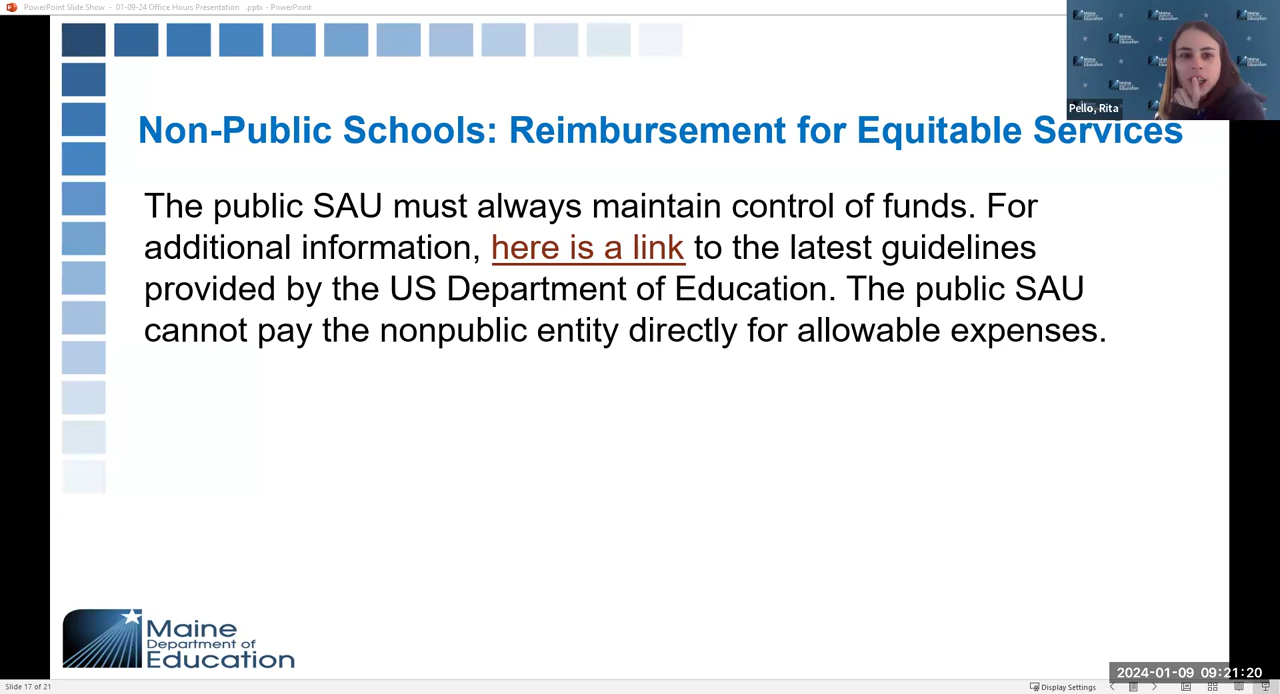 PowerPoint Slide Show - 01-09-24 Office Hours Presentation .pptx - PowerPoint
Maine
Education
Pello, Rita
Non-Public Schools: Reimbursement for Equitable Services
The public SAU must always maintain control of funds. For
additional information, here is a link to the latest guidelines
provided by the US Department of Education. The public SAU
cannot pay the nonpublic entity directly for allowable expenses.
Maine
Department of
Education
2024-01-09 09:21:20
Slide 17 of 21
Display Settings